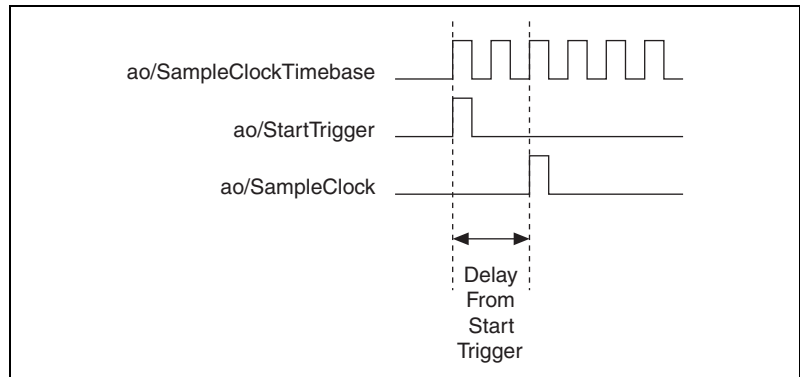 ao/SampleClockTimebase
ao/StartTrigger
ao/SampleClock
Delay
From
Start
Trigger